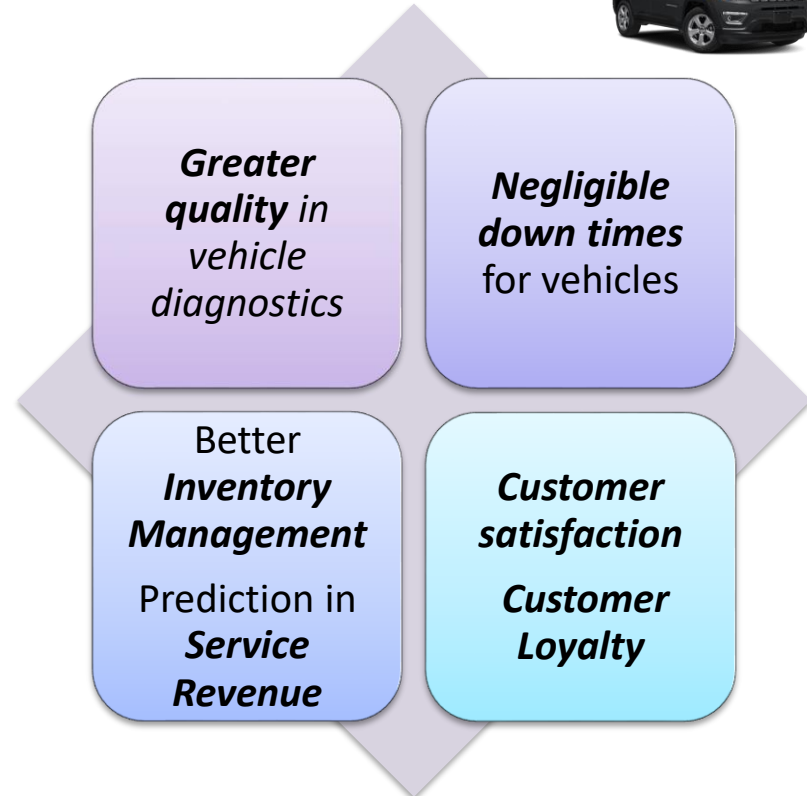 Greater
quality in
vehicle
diagnostics
Negligible
down times
for vehicles
Better
Inventory
Management
Prediction in
Service
Revenue
Customer
satisfaction
Customer
Loyalty